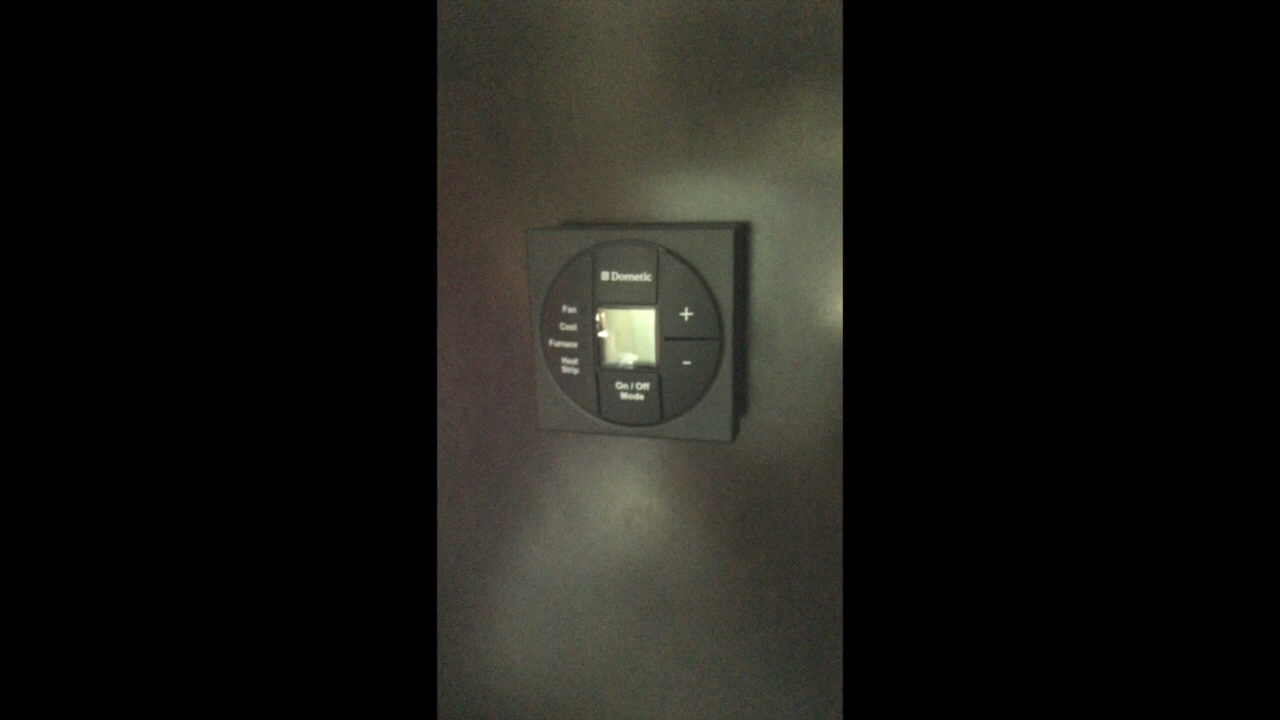 Dometic
Fan
Cool
Furnace
Heat
Strip
+
-
On / Off
Mode